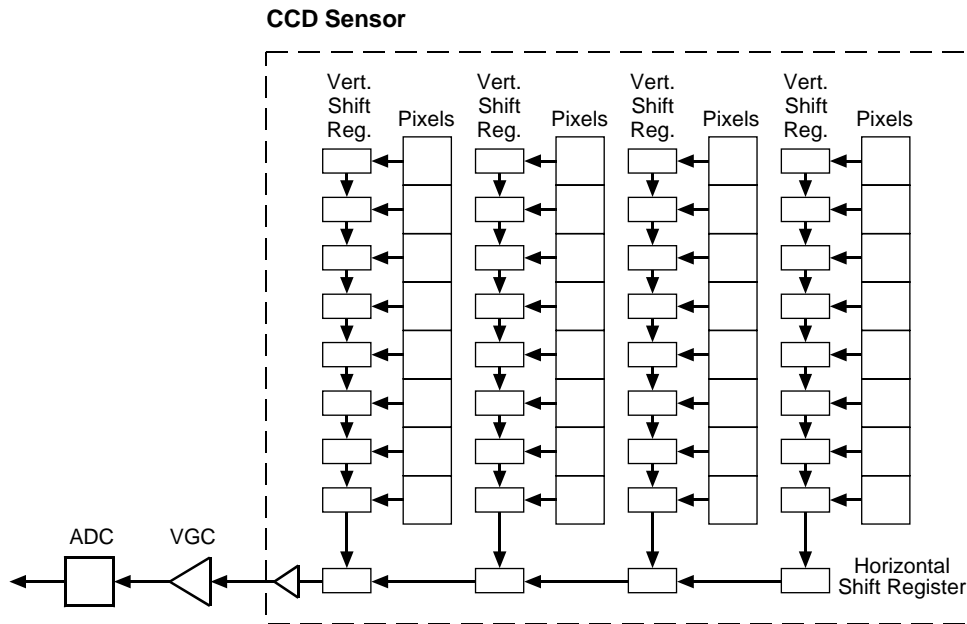 CCD Sensor
Vert.
Shift
Reg.
Pixels
Vert.
Shift
Reg.
Pixels
Vert.
Shift
Reg.
Pixels
Vert.
Shift
Reg.
Pixels
ADC
VGC
Horizontal
Shift Register